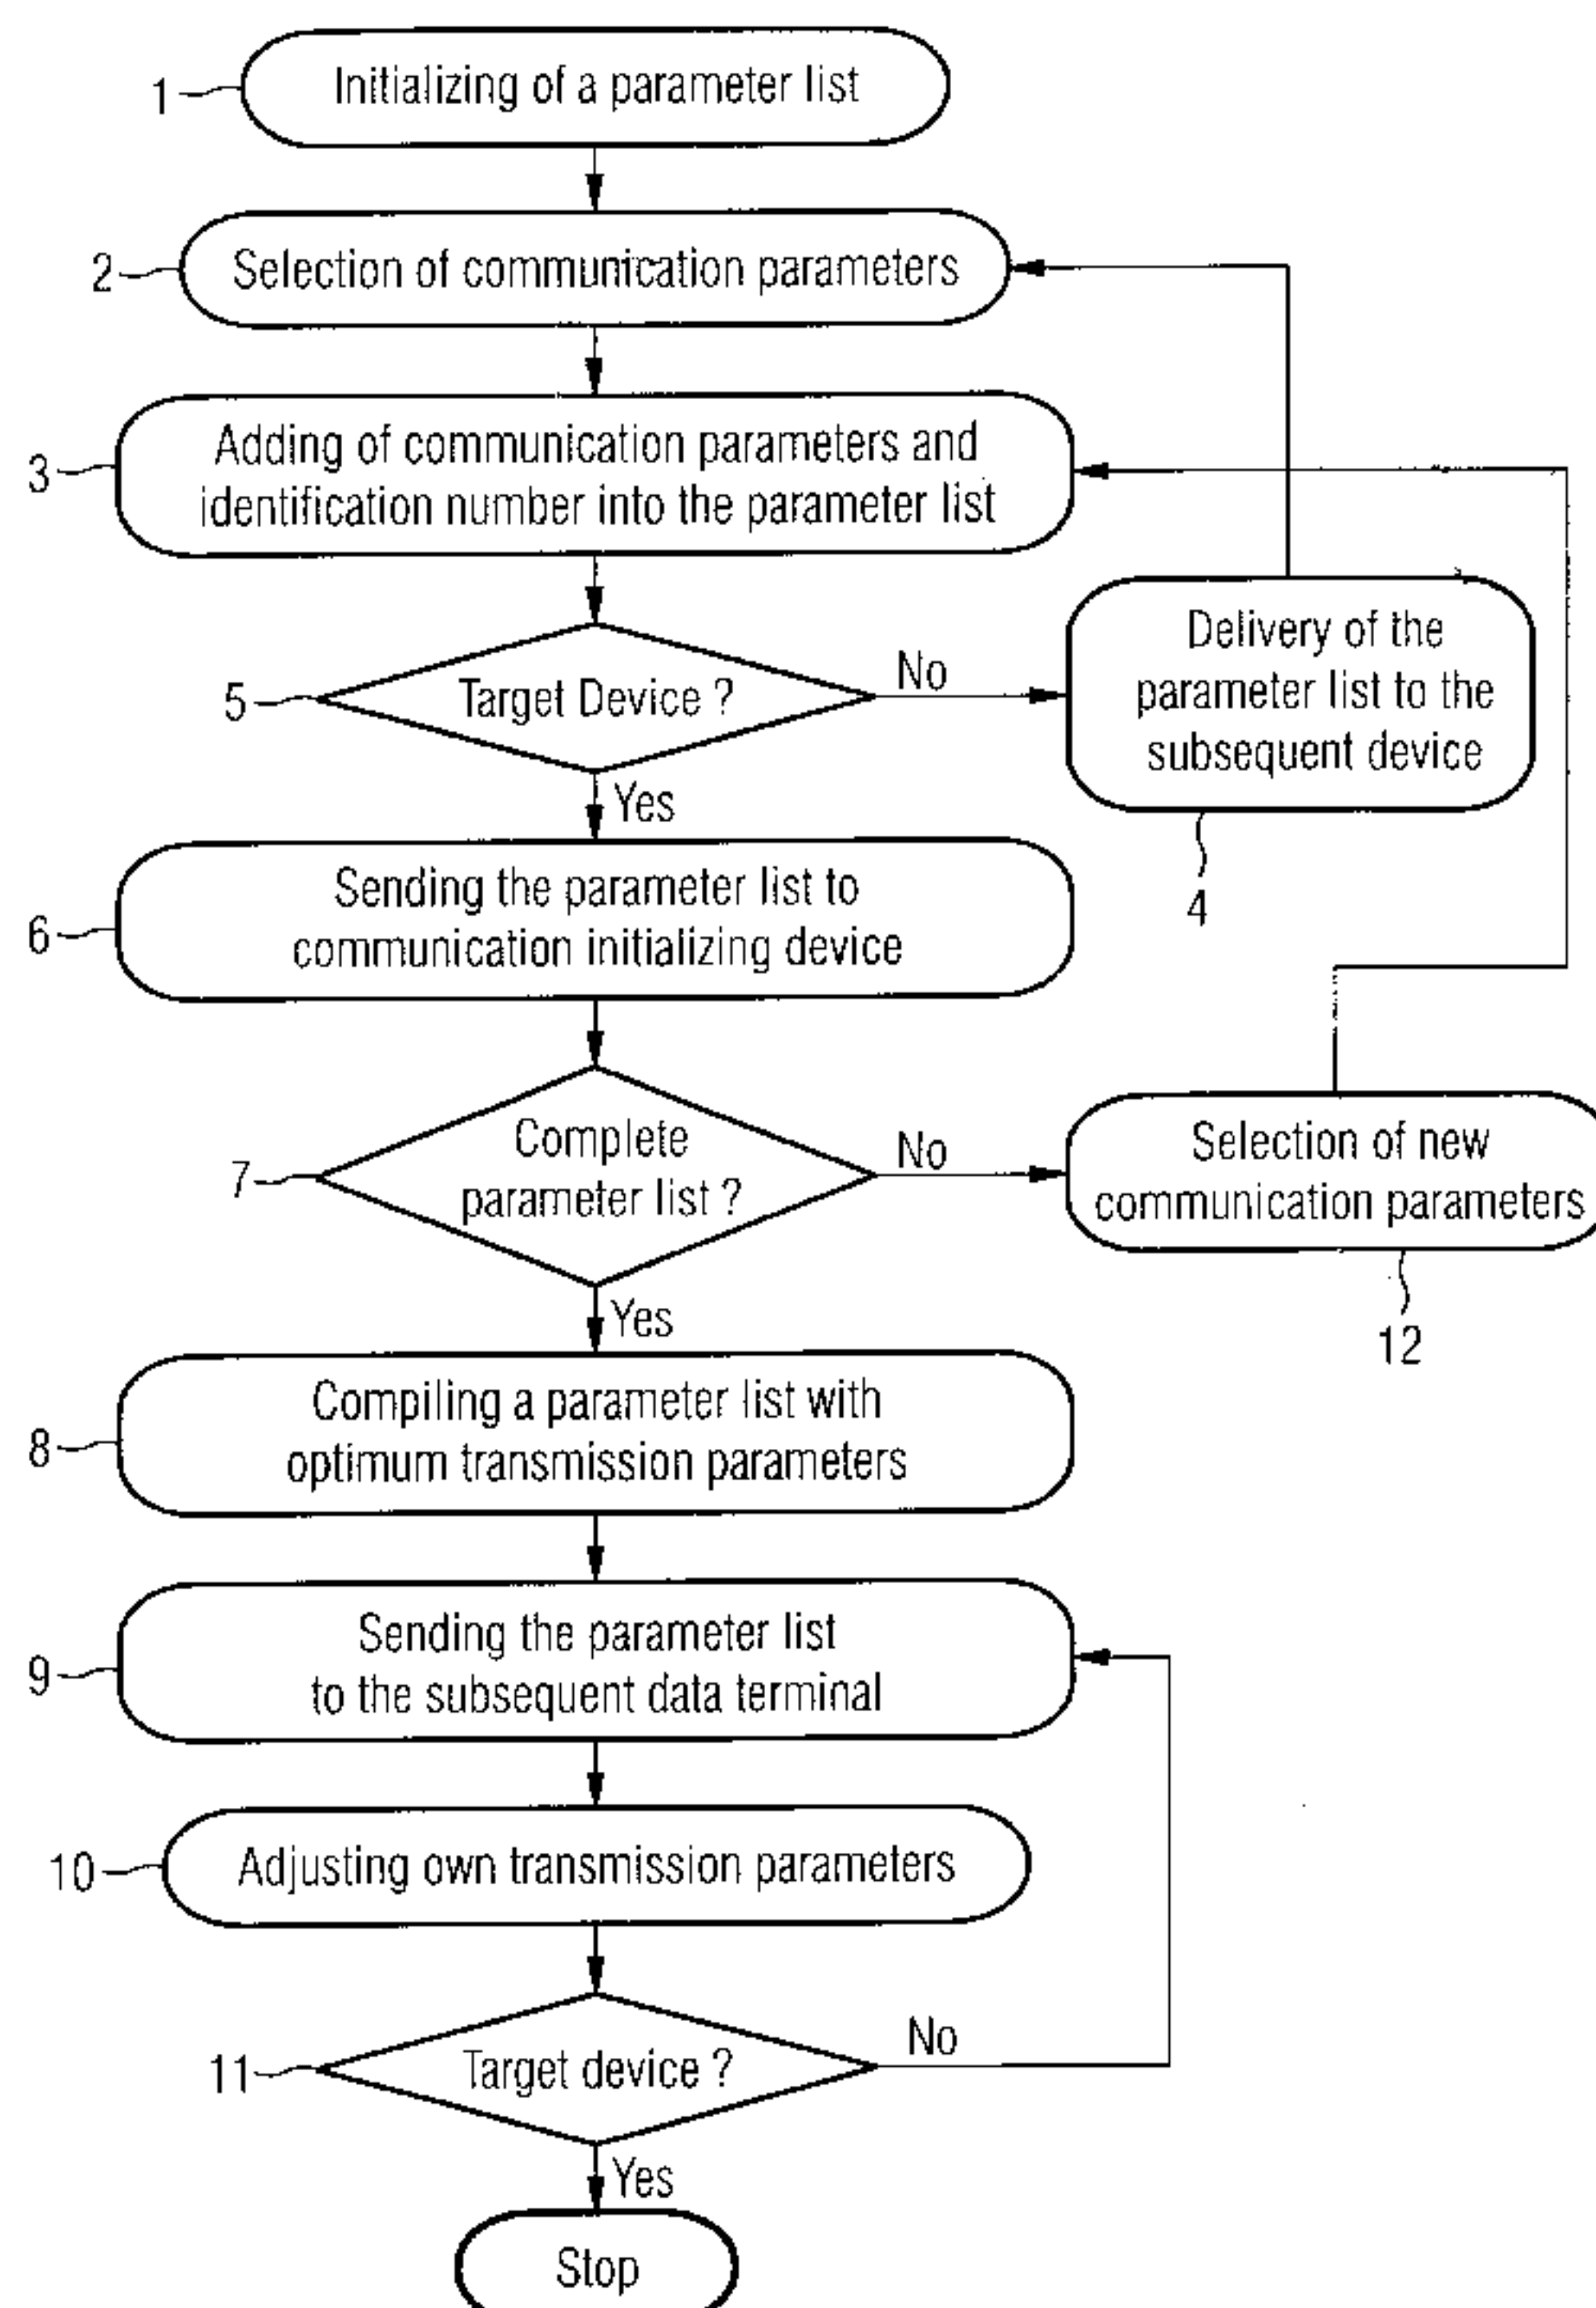 1
Initializing of a parameter list
2
Selection of communication parameters
3
Adding of communication parameters and
identification number into the parameter list
5
Target Device ?
No
Yes
Delivery of the
parameter list to the
subsequent device
4
6
Sending the parameter list to
communication initializing device
7
Complete
parameter list ?
No
Yes
Selection of new
communication parameters
12
8
Compiling a parameter list with
optimum transmission parameters
9
Sending the parameter list
to the subsequent data terminal
10
Adjusting own transmission parameters
11
Target device ?
No
Yes
Stop